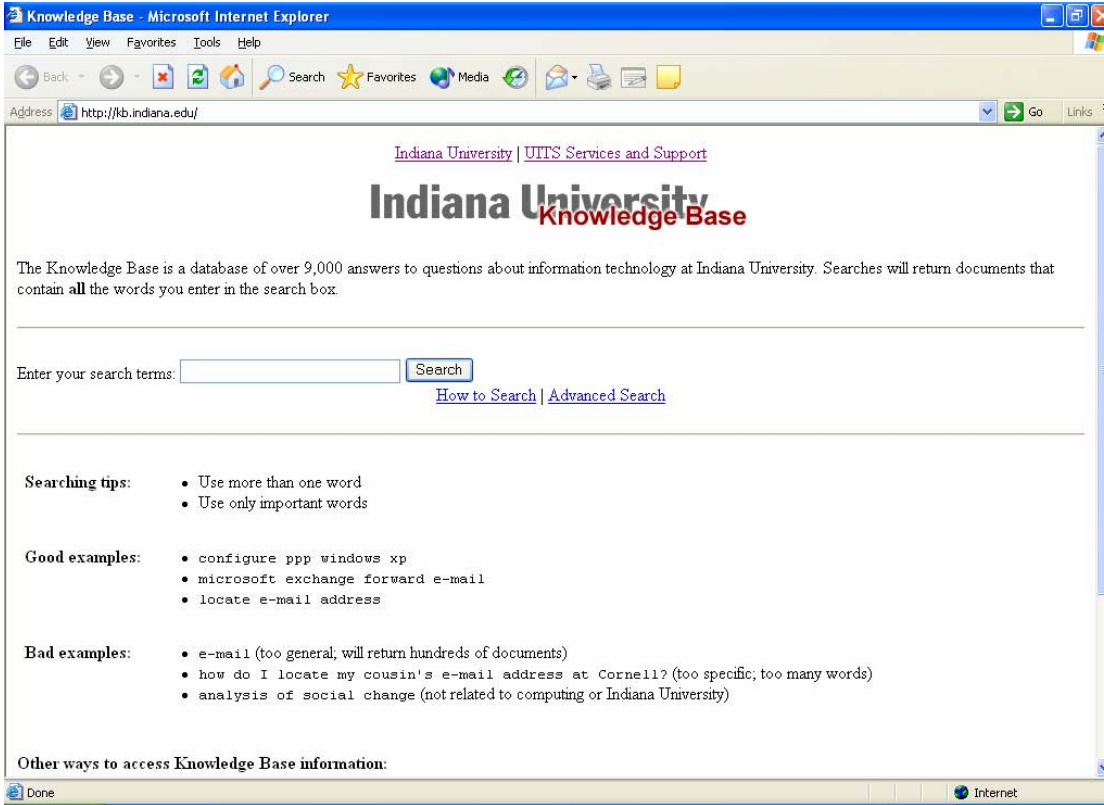 Knowledge Base - Microsoft Internet Explorer
File Edit View Favorites Tools Help
Back Search Favorites Media
Address http://kb.indiana.edu/ Go Links
Indiana University | UITS Services and Support
Indiana University
Knowledge Base
The Knowledge Base is a database of over 9,000 answers to questions about information technology at Indiana University. Searches will return documents that
contain all the words you enter in the search box.
Enter your search terms: Search
How to Search | Advanced Search
Searching tips: • Use more than one word
• Use only important words
Good examples: • configure ppp windows xp
• microsoft exchange forward e-mail
• locate e-mail address
Bad examples: • e-mail (too general; will return hundreds of documents)
• how do I locate my cousin's e-mail address at Cornell? (too specific; too many words)
• analysis of social change (not related to computing or Indiana University)
Other ways to access Knowledge Base information:
Done Internet